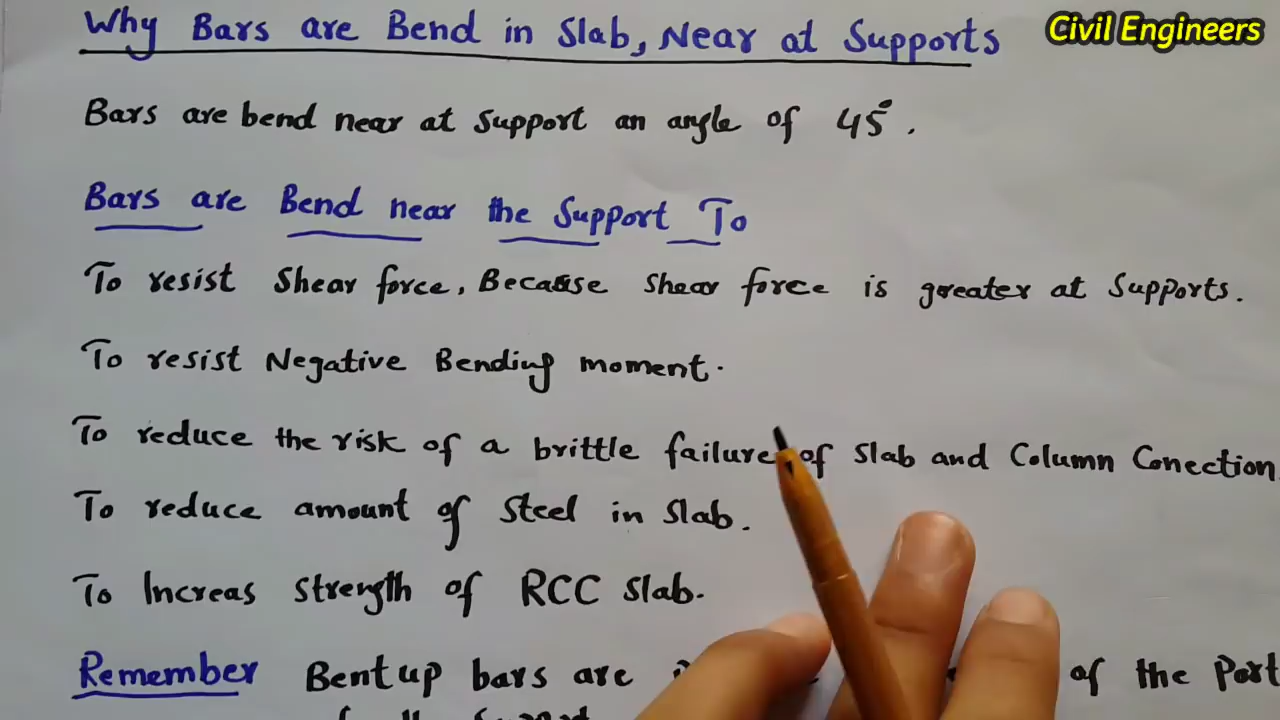 Why Bars are Bend in Slab, Near at Supports
Civil Engineers
Bars are bend near at support an angle of 45°.
Bars are Bend near the Support To
To resist Shear force, Because shear force is greater at supports.
To resist Negative Bending moment.
To reduce the risk of a brittle failure of slab and Column Conection
To reduce amount of steel in slab.
To Increas strength of RCC slab.
Remember Bentup bars are of the Part